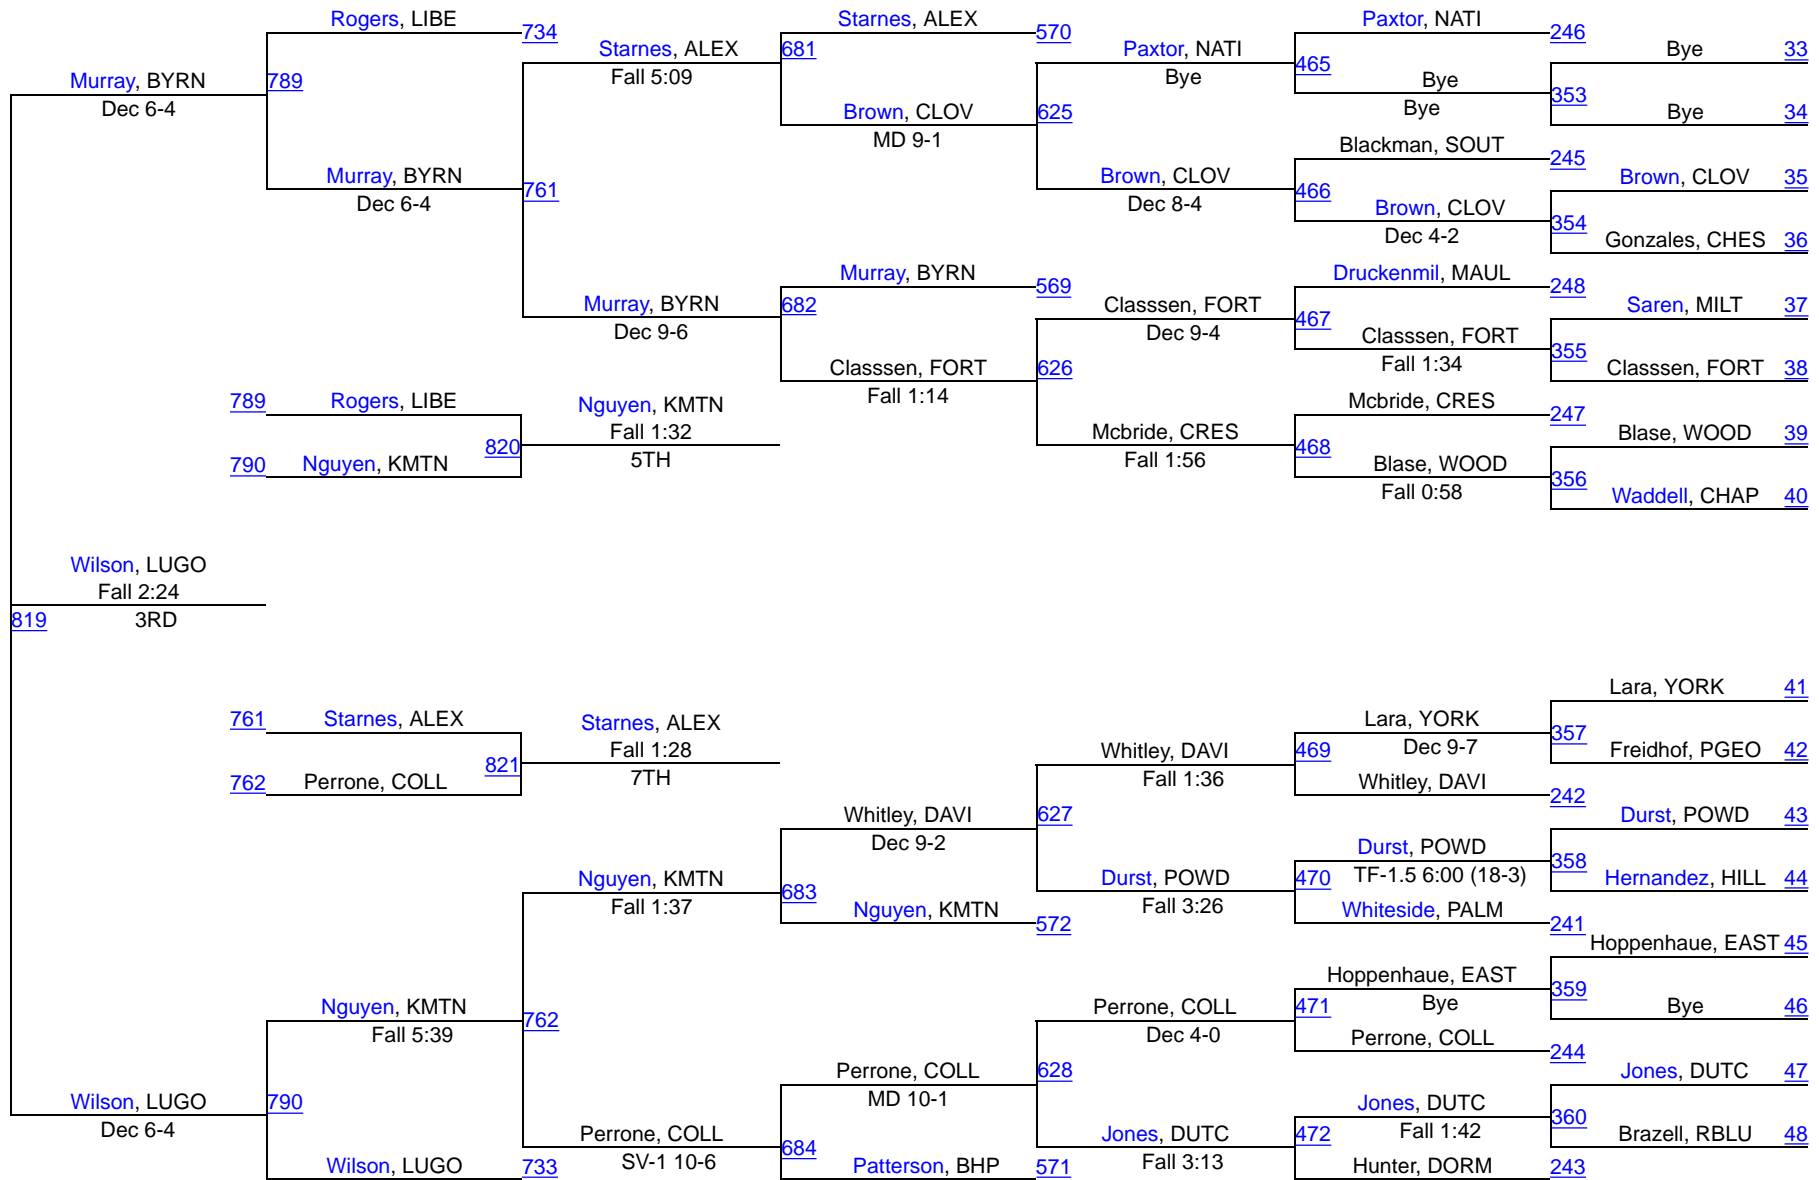 Rogers, LIBE
734
Murray, BYRN
Dec 6-4
789
Murray, BYRN
Dec 6-4
Starnes, ALEX
Fall 5:09
681
761
Murray, BYRN
Dec 9-6
Starnes, ALEX
570
Brown, CLOV
MD 9-1
625
Murray, BYRN
569
682
Classsen, FORT
Fall 1:14
626
Paxtor, NATI
Bye
465
Brown, CLOV
Dec 8-4
466
Classsen, FORT
Dec 9-4
467
Mcbride, CRES
Fall 1:56
468
Paxtor, NATI
246
Bye
Bye
353
Blackman, SOUT
245
Brown, CLOV
Dec 4-2
354
Druckenmil, MAUL
248
Classsen, FORT
Fall 1:34
355
Mcbride, CRES
247
Blase, WOOD
Fall 0:58
356
Bye 33
Bye 34
Brown, CLOV 35
Gonzales, CHES 36
Saren, MILT 37
Classsen, FORT 38
Blase, WOOD 39
Waddell, CHAP 40
789 Rogers, LIBE
790 Nguyen, KMTN
820
Nguyen, KMTN
Fall 1:32
5TH
Wilson, LUGO
Fall 2:24
819 3RD
761 Starnes, ALEX
762 Perrone, COLL
821
Starnes, ALEX
Fall 1:28
7TH
Nguyen, KMTN
Fall 5:39
762
Wilson, LUGO
Dec 6-4
790
Wilson, LUGO
733
Nguyen, KMTN
Fall 1:37
683
Perrone, COLL
SV-1 10-6
684
Whitley, DAVI
Dec 9-2
627
Nguyen, KMTN
572
Perrone, COLL
MD 10-1
628
Patterson, BHP
571
Whitley, DAVI
Fall 1:36
469
Durst, POWD
Fall 3:26
470
Perrone, COLL
Dec 4-0
471
Jones, DUTC
Fall 3:13
472
Lara, YORK
Dec 9-7
357
Whitley, DAVI
242
Durst, POWD
TF-1.5 6:00 (18-3)
358
Whiteside, PALM
241
Hoppenhaue, EAST
Bye
359
Perrone, COLL
244
Jones, DUTC
Fall 1:42
360
Hunter, DORM
243
Lara, YORK 41
Freidhof, PGEO 42
Durst, POWD 43
Hernandez, HILL 44
Hoppenhaue, EAST 45
Bye 46
Jones, DUTC 47
Brazell, RBLU 48